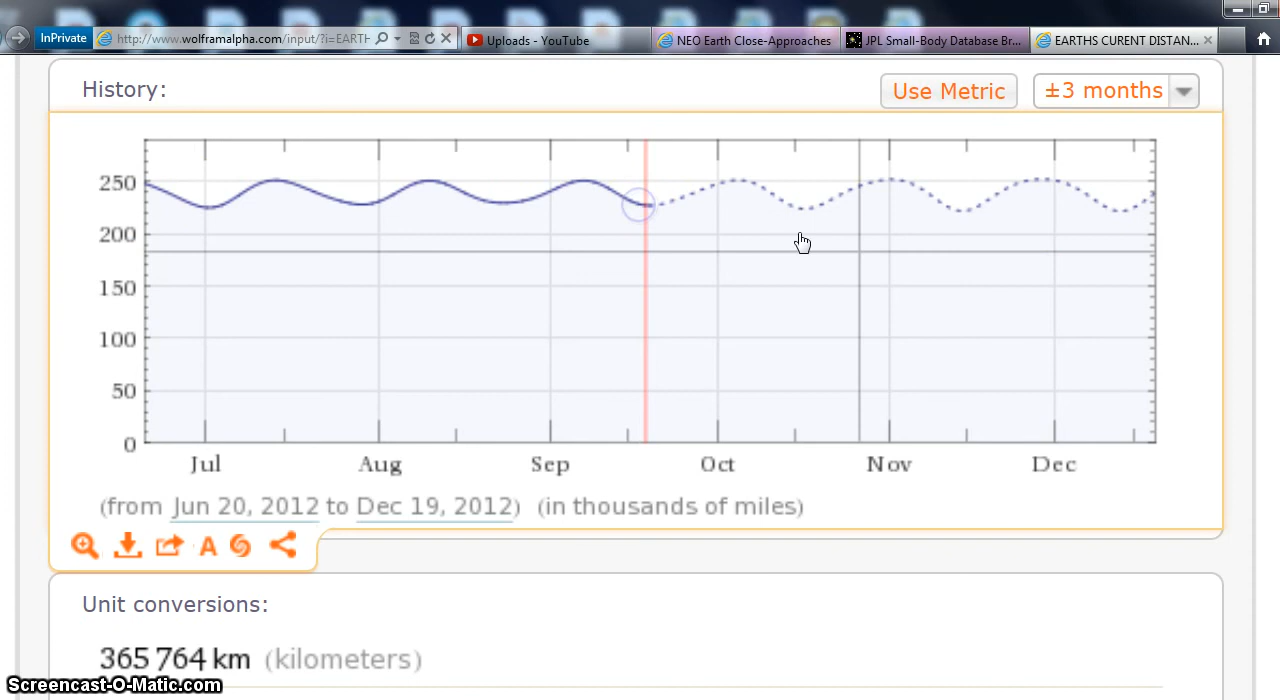 InPrivate
http://www.wolframalpha.com/input/?i=EARTH
Uploads - YouTube
NEO Earth Close-Approaches
JPL Small-Body Database Br...
EARTHS CURENT DISTAN...
History:
Use Metric
±3 months
250
200
150
100
50
0
Jul Aug Sep Oct Nov Dec
(from Jun 20, 2012 to Dec 19, 2012) (in thousands of miles)
A
Unit conversions:
365 764 km (kilometers)
Screencast-O-Matic.com